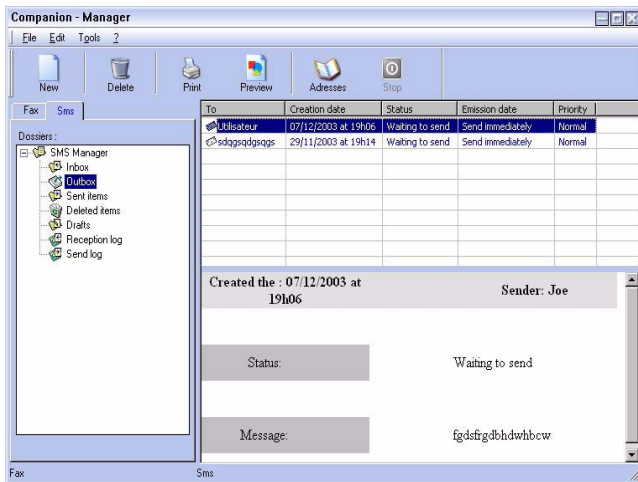 Companion - Manager
File Edit Tools ?
New Delete Print Preview Adresses Stop
Fax Sms
Dossiers :
SMS Manager
Inbox
Outbox
Sent items
Deleted items
Drafts
Reception log
Send log
To Creation date Status Emission date Priority
Utilisateur 07/12/2003 at 19h06 Waiting to send Send immediately Normal
sdqgsqdgsqgs 29/11/2003 at 19h14 Waiting to send Send immediately Normal
Created the : 07/12/2003 at
19h06
Sender: Joe
Status: Waiting to send
Message: fgdsfrgdbhdwhbcw
Fax Sms